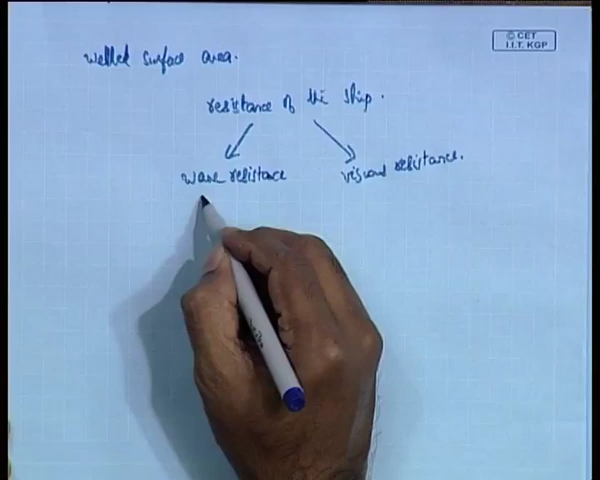 © CET
I.I.T. KGP
wetted surface area.
resistance of the ship.
wave resistance
viscous resistance.